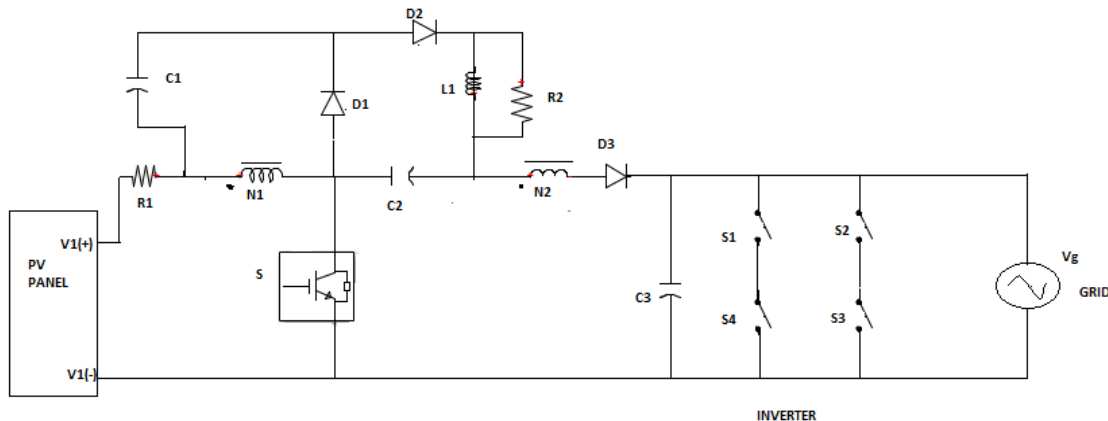 D2
C1
L1
R2
D1
D3
R1
N1
C2
N2
V1(+)
PV
PANEL
S
S1
S2
Vg
GRID
C3
S4
S3
V1(-)
INVERTER